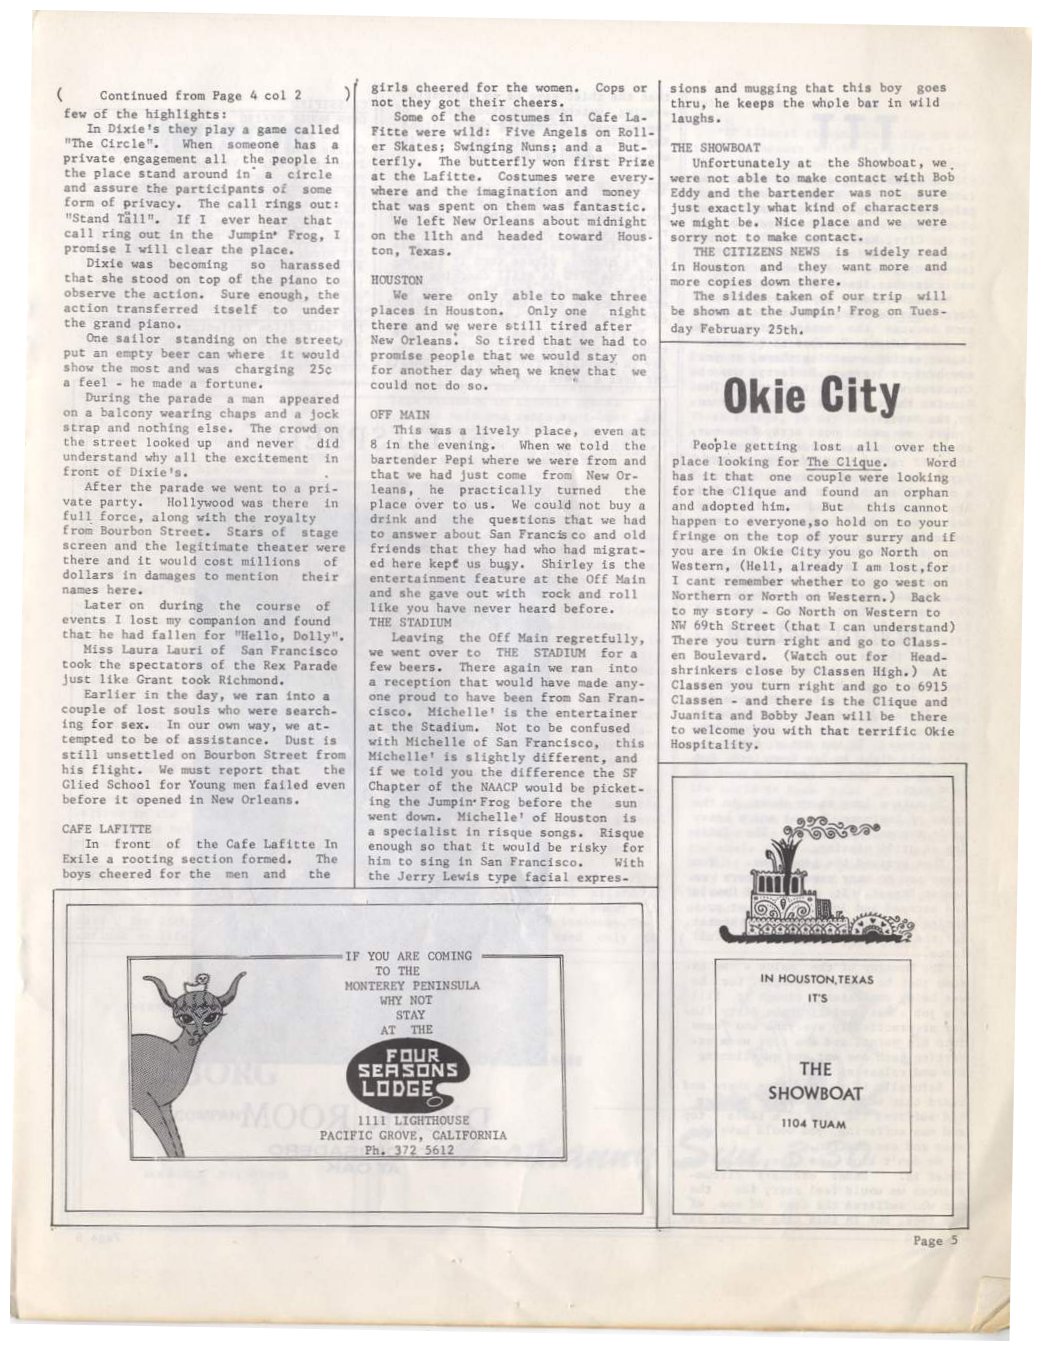 ( Continued from Page 4 col 2 )
few of the highlights:
In Dixie's they play a game called
"The Circle". When someone has a
private engagement all the people in
the place stand around in a circle
and assure the participants of some
form of privacy. The call rings out:
"Stand Tall". If I ever hear that
call ring out in the Jumpin' Frog, I
promise I will clear the place.
Dixie was becoming so harassed
that she stood on top of the piano to
observe the action. Sure enough, the
action transferred itself to under
the grand piano.
One sailor standing on the street,
put an empty beer can where it would
show the most and was charging 25¢
a feel - he made a fortune.
During the parade a man appeared
on a balcony wearing chaps and a jock
strap and nothing else. The crowd on
the street looked up and never did
understand why all the excitement in
front of Dixie's.
After the parade we went to a pri-
vate party. Hollywood was there in
full force, along with the royalty
from Bourbon Street. Stars of stage
screen and the legitimate theater were
there and it would cost millions of
dollars in damages to mention their
names here.
Later on during the course of
events I lost my companion and found
that he had fallen for "Hello, Dolly".
Miss Laura Lauri of San Francisco
took the spectators of the Rex Parade
just like Grant took Richmond.
Earlier in the day, we ran into a
couple of lost souls who were search-
ing for sex. In our own way, we at-
tempted to be of assistance. Dust is
still unsettled on Bourbon Street from
his flight. We must report that the
Glied School for Young men failed even
before it opened in New Orleans.
CAFE LAFITTE
In front of the Cafe Lafitte In
Exile a rooting section formed. The
boys cheered for the men and the
girls cheered for the women. Cops or
not they got their cheers.
Some of the costumes in Cafe La-
Fitte were wild: Five Angels on Roll-
er Skates; Swinging Nuns; and a But-
terfly. The butterfly won first Prize
at the Lafitte. Costumes were every-
where and the imagination and money
that was spent on them was fantastic.
We left New Orleans about midnight
on the 11th and headed toward Hous-
ton, Texas.
HOUSTON
We were only able to make three
places in Houston. Only one night
there and we were still tired after
New Orleans. So tired that we had to
promise people that we would stay on
for another day when we knew that we
could not do so.
OFF MAIN
This was a lively place, even at
8 in the evening. When we told the
bartender Pepi where we were from and
that we had just come from New Or-
leans, he practically turned the
place over to us. We could not buy a
drink and the questions that we had
to answer about San Francisco and old
friends that they had who had migrat-
ed here kept us busy. Shirley is the
entertainment feature at the Off Main
and she gave out with rock and roll
like you have never heard before.
THE STADIUM
Leaving the Off Main regretfully,
we went over to THE STADIUM for a
few beers. There again we ran into
a reception that would have made any-
one proud to have been from San Fran-
cisco. Michelle' is the entertainer
at the Stadium. Not to be confused
with Michelle of San Francisco, this
Michelle' is slightly different, and
if we told you the difference the SF
Chapter of the NAACP would be picket-
ing the Jumpin' Frog before the sun
went down. Michelle' of Houston is
a specialist in risque songs. Risque
enough so that it would be risky for
him to sing in San Francisco. With
the Jerry Lewis type facial expres-
sions and mugging that this boy goes
thru, he keeps the whole bar in wild
laughs.
THE SHOWBOAT
Unfortunately at the Showboat, we
were not able to make contact with Bob
Eddy and the bartender was not sure
just exactly what kind of characters
we might be. Nice place and we were
sorry not to make contact.
THE CITIZENS NEWS is widely read
in Houston and they want more and
more copies down there.
The slides taken of our trip will
be shown at the Jumpin' Frog on Tues-
day February 25th.
Okie City
People getting lost all over the
place looking for The Clique. Word
has it that one couple were looking
for the Clique and found an orphan
and adopted him. But this cannot
happen to everyone,so hold on to your
fringe on the top of your surry and if
you are in Okie City you go North on
Western, (Hell, already I am lost,for
I cant remember whether to go west on
Northern or North on Western.) Back
to my story - Go North on Western to
NW 69th Street (that I can understand)
There you turn right and go to Class-
en Boulevard. (Watch out for Head-
shrinkers close by Classen High.) At
Classen you turn right and go to 6915
Classen - and there is the Clique and
Juanita and Bobby Jean will be there
to welcome you with that terrific Okie
Hospitality.
IF YOU ARE COMING
TO THE
MONTEREY PENINSULA
WHY NOT
STAY
AT THE
FOUR
SEASONS
LODGE
1111 LIGHTHOUSE
PACIFIC GROVE, CALIFORNIA
Ph. 372 5612
IN HOUSTON,TEXAS
IT'S
THE
SHOWBOAT
1104 TUAM
Page 5